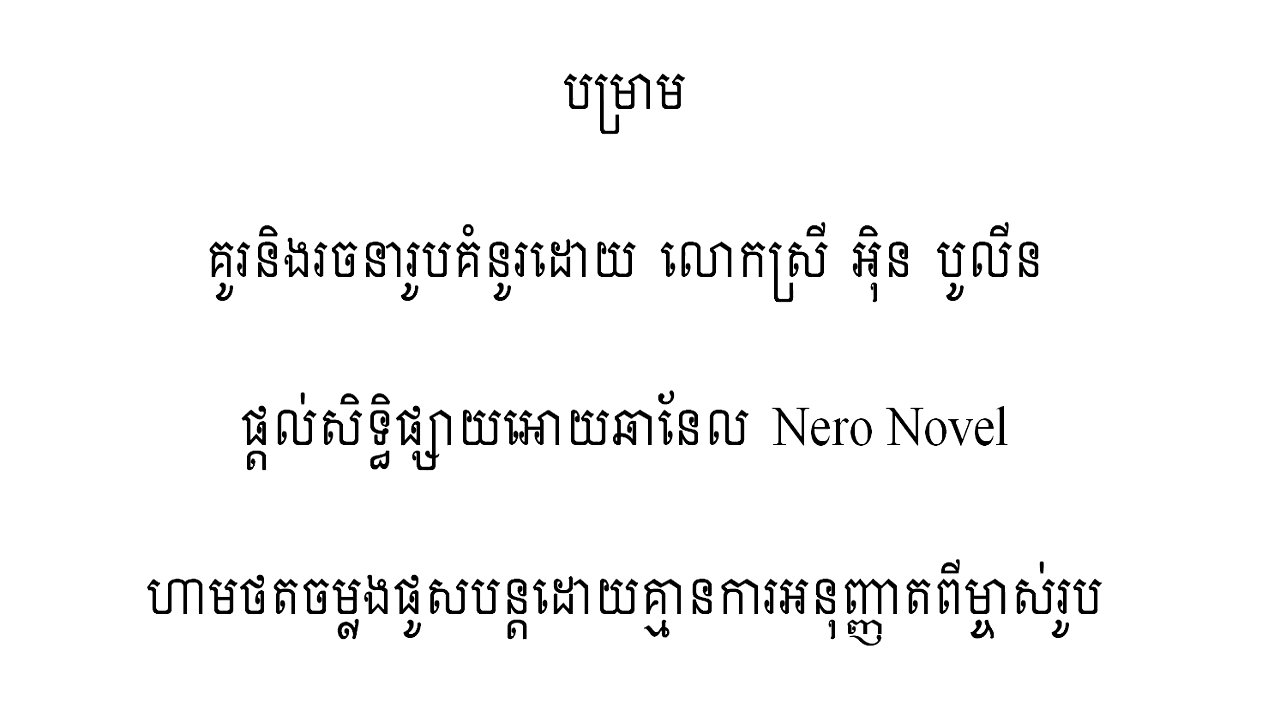 បម្រាម
គូរនិងរចនារូបគំនូរដោយ លោកស្រី អ៊ិន បូលីន
ផ្ដល់សិទ្ធិផ្សាយអោយឆានែល Nero Novel
ហាមថតចម្លងផូសបន្តដោយគ្មានការអនុញ្ញាតពីម្ចាស់រូប